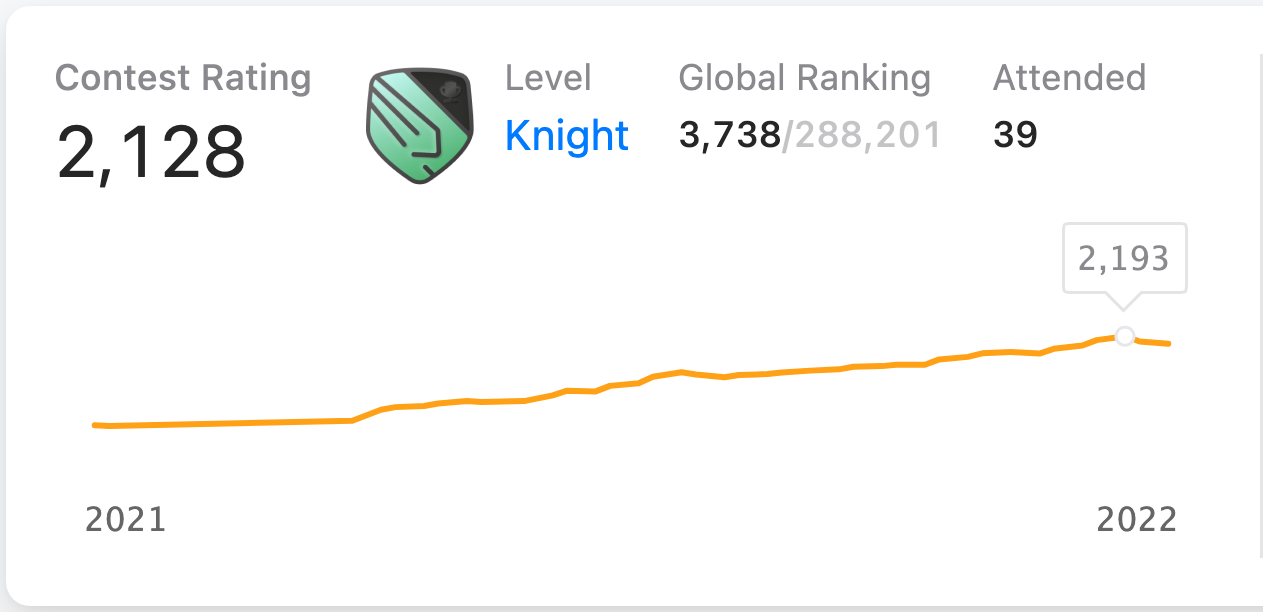 Contest Rating
2,128
Level
Knight
Global Ranking
3,738/288,201
Attended
39
2,193
2021
2022